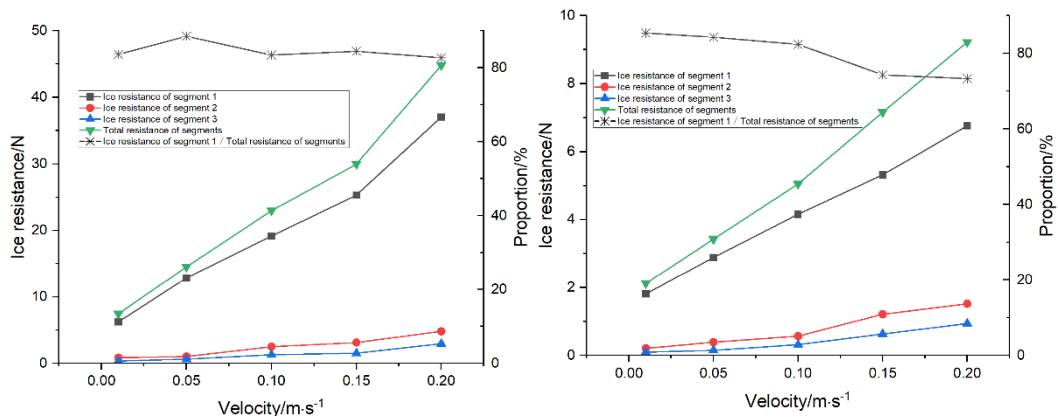 50
40
30
20
10
0
Ice resistance/N
80
60
40
20
0
Proportion/%
Ice resistance of segment 1
Ice resistance of segment 2
Ice resistance of segment 3
Total resistance of segments
Ice resistance of segment 1 / Total resistance of segments
0.00 0.05 0.10 0.15 0.20
Velocity/m·s⁻¹
10
8
6
4
2
0
Ice resistance/N
80
60
40
20
0
Proportion/%
Ice resistance of segment 1
Ice resistance of segment 2
Ice resistance of segment 3
Total resistance of segments
Ice resistance of segment 1 / Total resistance of segments
0.00 0.05 0.10 0.15 0.20
Velocity/m·s⁻¹